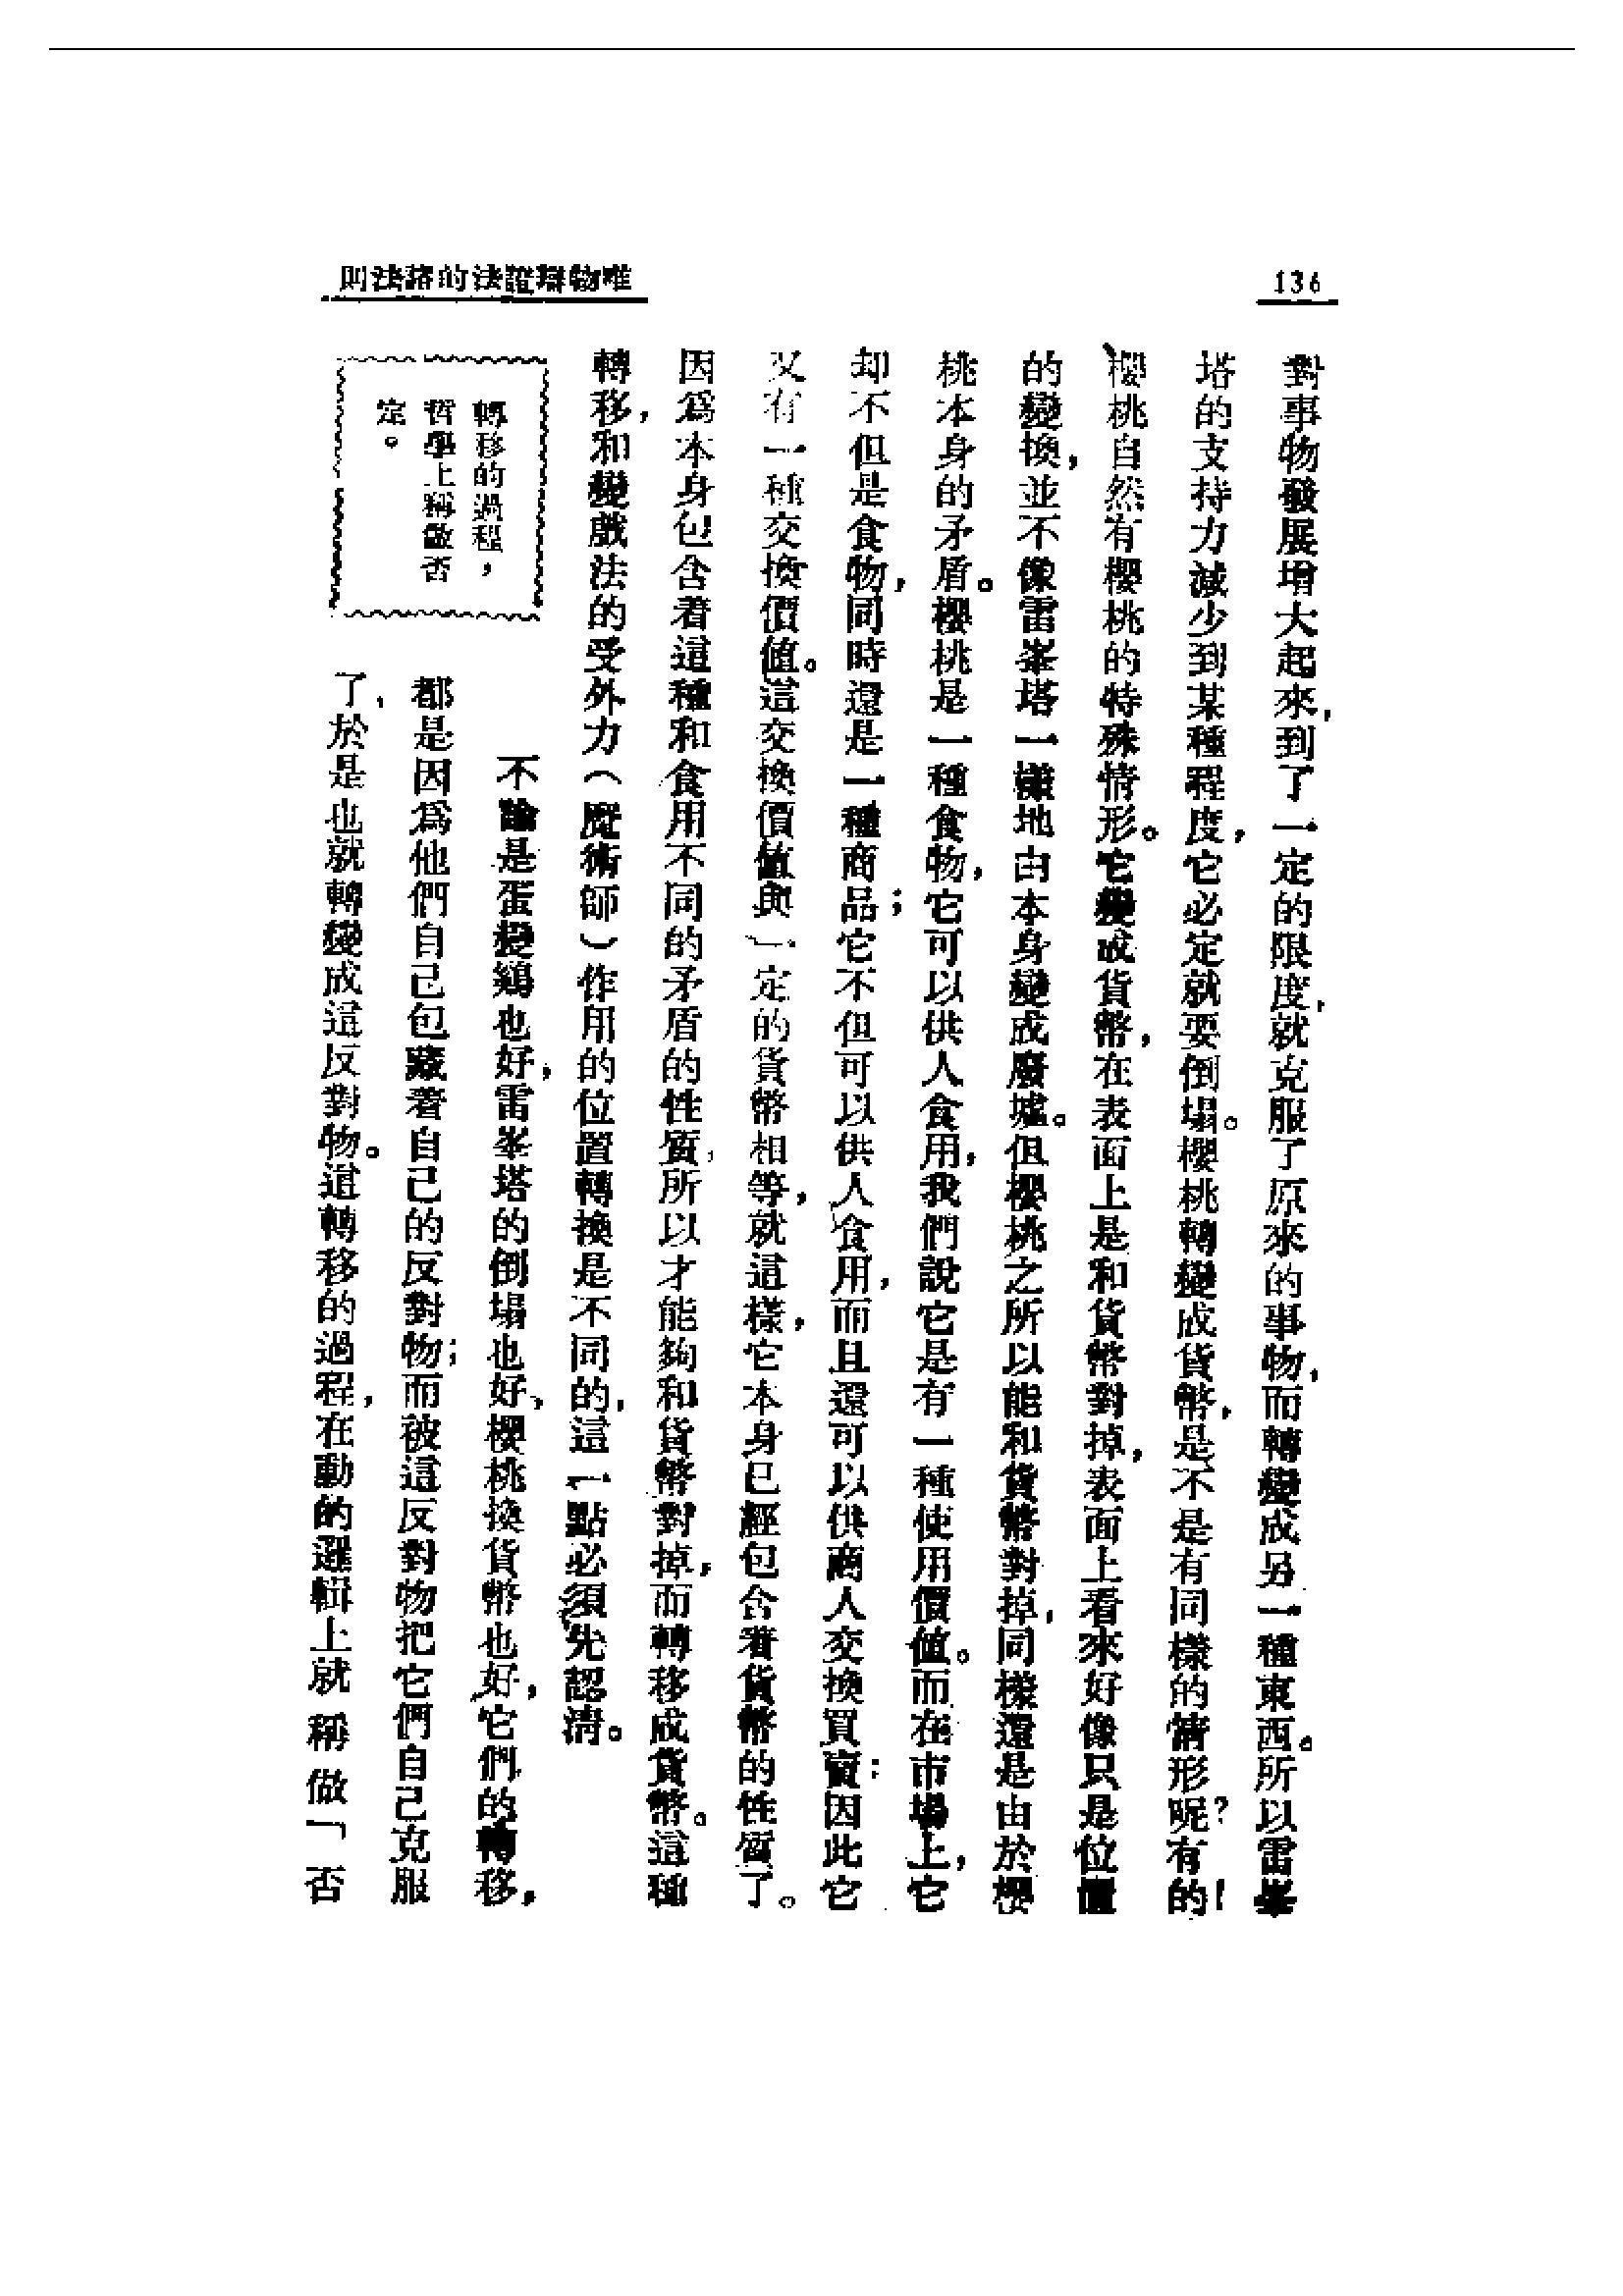 136
則法諸的法證辯物唯
對事物發展增大起來，到了一定的限度，就克服了原來的事物，而轉變成另一種東西。所以雷峯
塔的支持力減少到某種程度，它必定就要倒塌。櫻桃轉變成貨幣，是不是有同樣的情形呢？有的！
櫻桃自然有櫻桃的特殊情形。它變成貨幣，在表面上是和貨幣對掉，表面上看來好像只是位置
的變換，並不像雷峯塔一樣地由本身變成廢墟。但櫻桃之所以能和貨幣對掉，同樣還是由於櫻
桃本身的矛盾。櫻桃是一種食物，它可以供人食用，我們說它是有一種使用價值。而在市場上，它
却不但是食物，同時還是一種商品；它不但可以供人食用，而且還可以供商人交換買賣；因此它
又有一種交換價值。這交換價值與一定的貨幣相等，就這樣，它本身已經包含着貨幣的性質了。
因爲本身包含着這種和食用不同的矛盾的性質，所以才能夠和貨幣對掉，而轉移成貨幣。這種
轉移，和變戲法的受外力（魔術師）作用的位置轉換是不同的，這一點必須先認清。
不論是蛋變鷄也好，雷峯塔的倒塌也好、櫻桃換貨幣也好，它們的轉移，
都是因爲他們自己包藏着自己的反對物；而被這反對物把它們自己克服
了，於是也就轉變成這反對物。這轉移的過程，在動的邏輯上就稱做「否
轉移的過程，
哲學上稱做否
定。